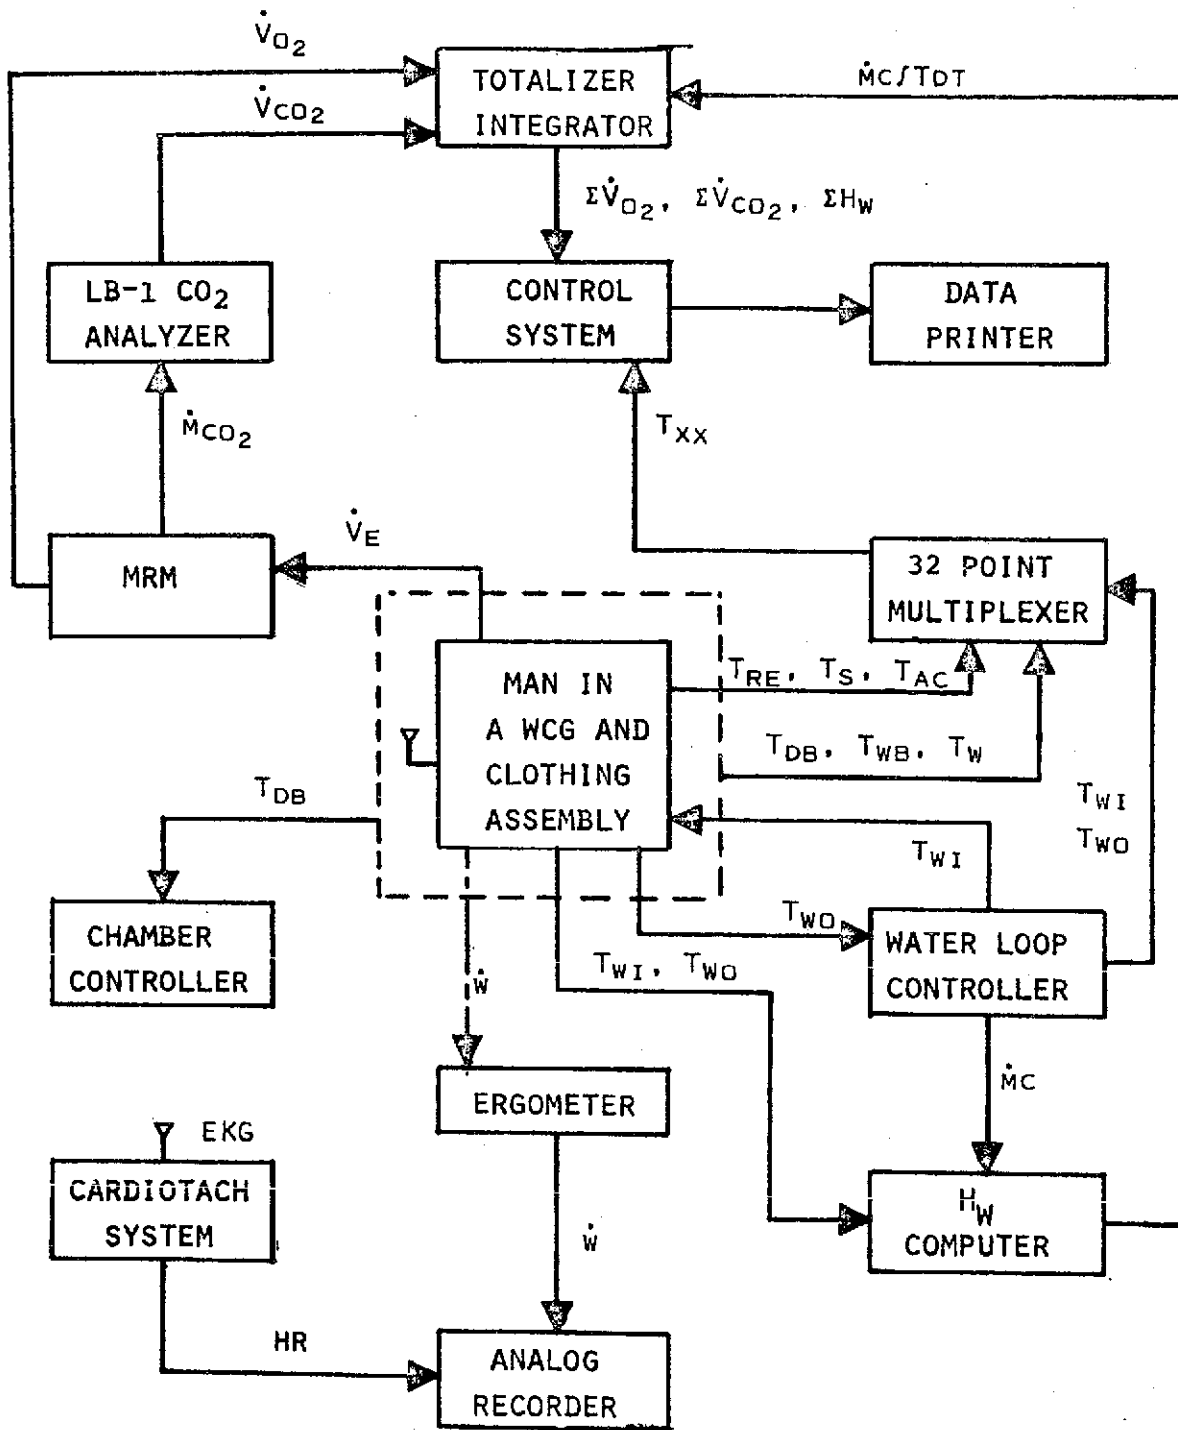 V̇O₂
TOTALIZER
INTEGRATOR
ṀC∫TDT
V̇CO₂
ΣV̇O₂, ΣV̇CO₂, ΣHW
LB-1 CO₂
ANALYZER
CONTROL
SYSTEM
DATA
PRINTER
ṀCO₂
TXX
V̇E
MRM
32 POINT
MULTIPLEXER
MAN IN
A WCG AND
CLOTHING
ASSEMBLY
TRE, TS, TAC
TDB, TWB, TW
TDB
TWI
TWO
TWI
CHAMBER
CONTROLLER
TWO
WATER LOOP
CONTROLLER
Ẇ
TWI, TWO
ERGOMETER
ṀC
EKG
CARDIOTACH
SYSTEM
Ẇ
HW
COMPUTER
HR
ANALOG
RECORDER